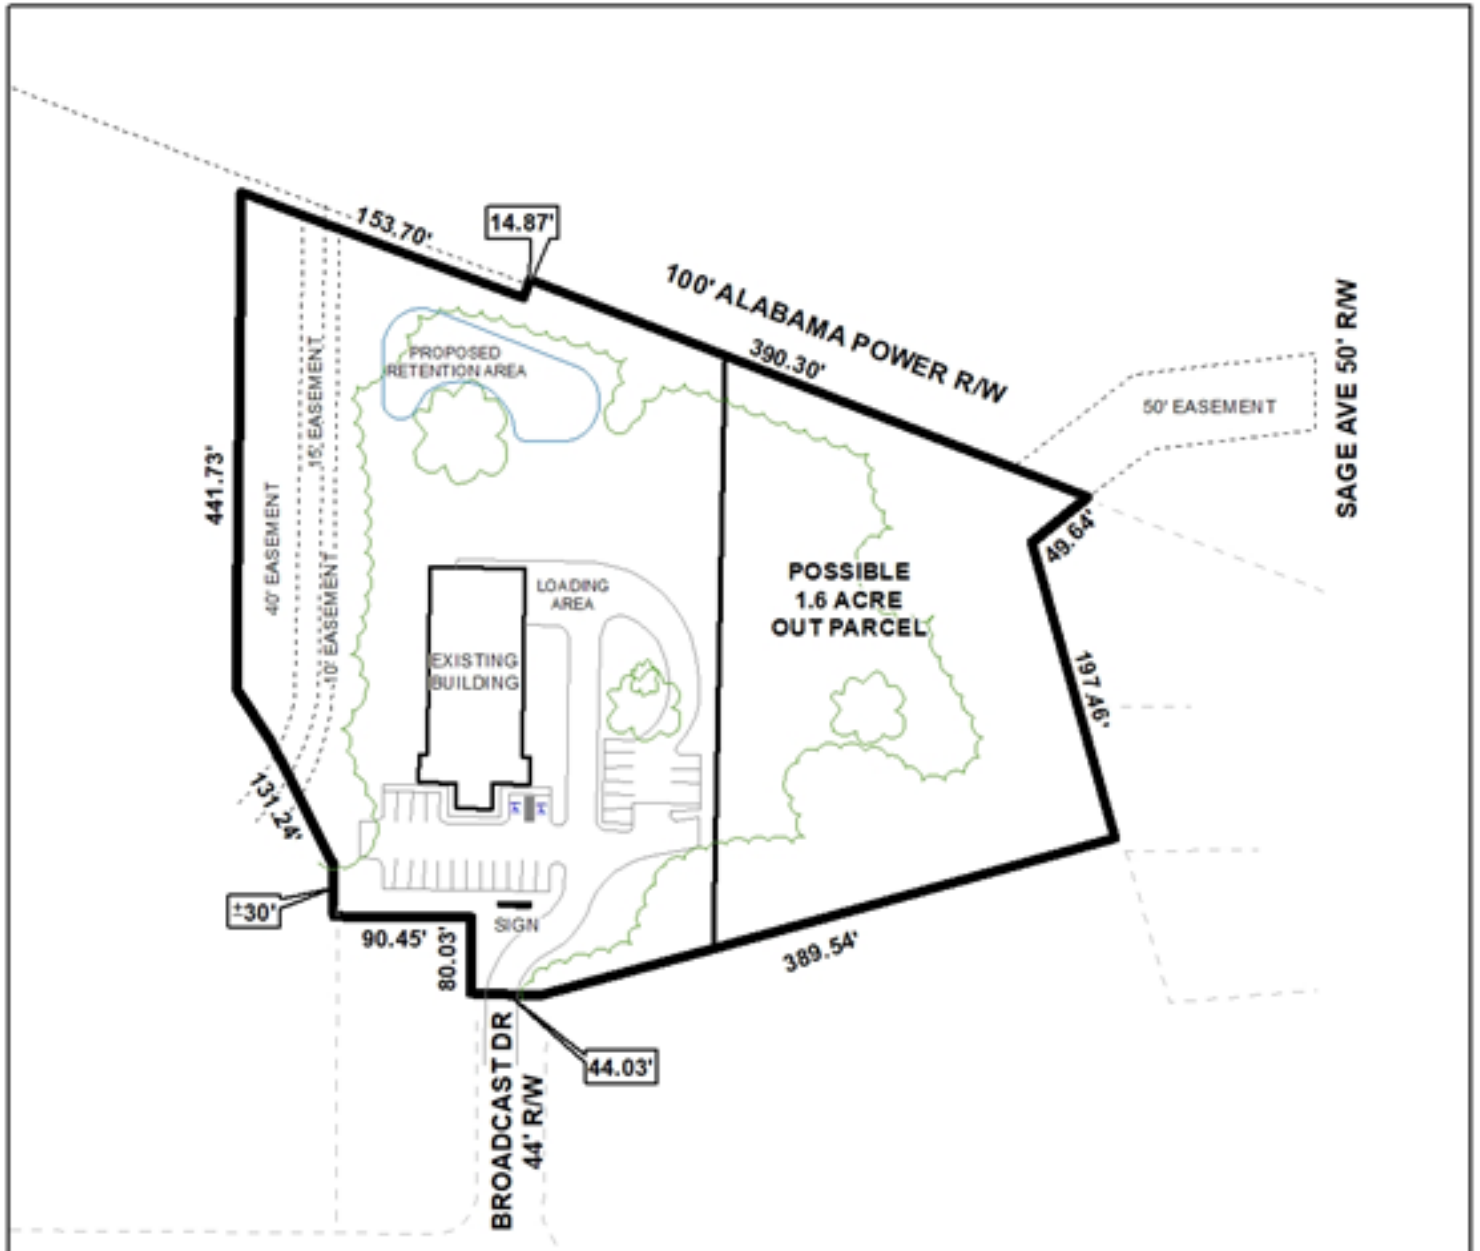 153.70'
14.87'
100' ALABAMA POWER R/W
390.30'
SAGE AVE 50' R/W
50' EASEMENT
PROPOSED
RETENTION AREA
15' EASEMENT
441.73'
40' EASEMENT
10' EASEMENT
49.64'
LOADING
AREA
POSSIBLE
1.6 ACRE
OUT PARCEL
EXISTING
BUILDING
197.46'
131.24'
±30'
90.45'
80.03'
SIGN
389.54'
44.03'
BROADCAST DR
44' R/W